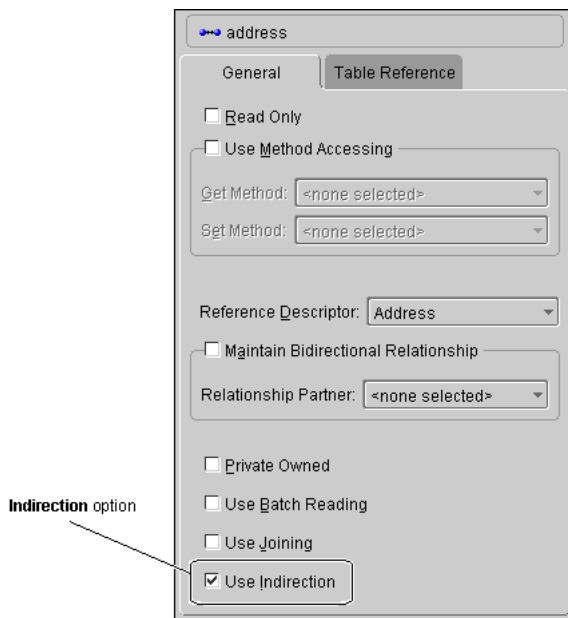 address
General
Table Reference
Read Only
Use Method Accessing
Get Method: <none selected>
Set Method: <none selected>
Reference Descriptor: Address
Maintain Bidirectional Relationship
Relationship Partner: <none selected>
Private Owned
Use Batch Reading
Indirection option
Use Joining
Use Indirection